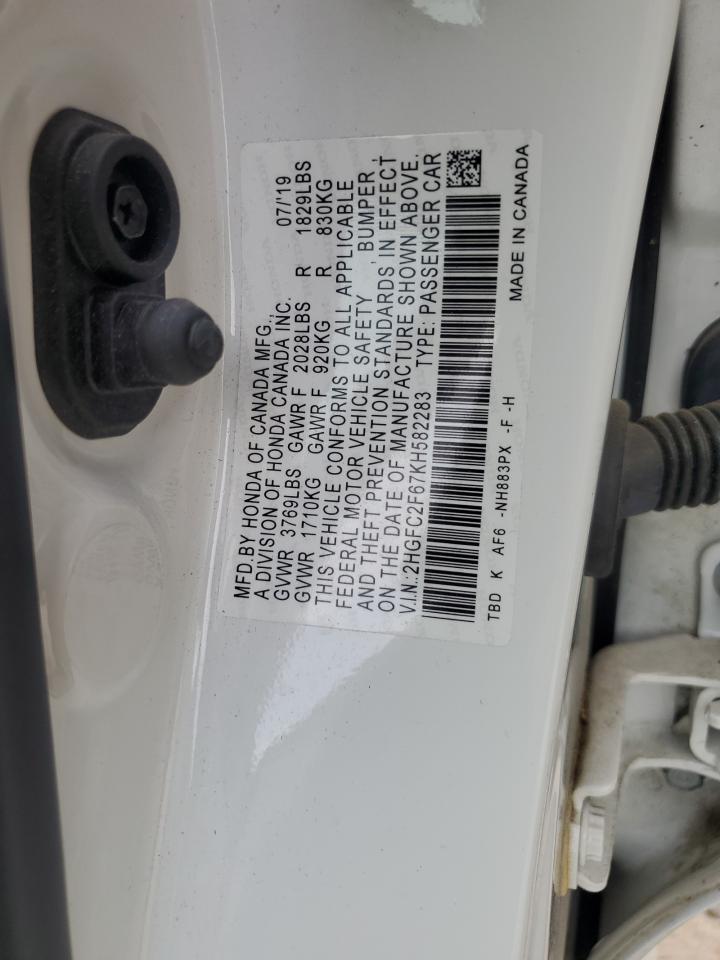 MFD.BY HONDA OF CANADA MFG.,
A DIVISION OF HONDA CANADA INC. 07/'19
GVWR 3769LBS GAWR F 2028LBS R 1829LBS
GVWR 1710KG GAWR F 920KG R 830KG
THIS VEHICLE CONFORMS TO ALL APPLICABLE
FEDERAL MOTOR VEHICLE SAFETY, BUMPER,
AND THEFT PREVENTION STANDARDS IN EFFECT
ON THE DATE OF MANUFACTURE SHOWN ABOVE.
V.I.N.:2HGFC2F67KH582283 TYPE: PASSENGER CAR
TBD K AF6 -NH883PX -F -H
MADE IN CANADA